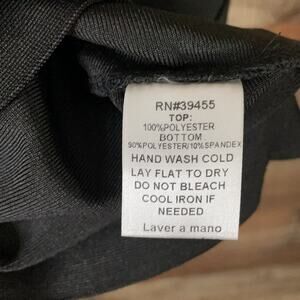 RN#39455
TOP:
100%POLYESTER
BOTTOM
90%POLYESTER/10%SPANDEX
HAND WASH COLD
LAY FLAT TO DRY
DO NOT BLEACH
COOL IRON IF
NEEDED
Laver a mano